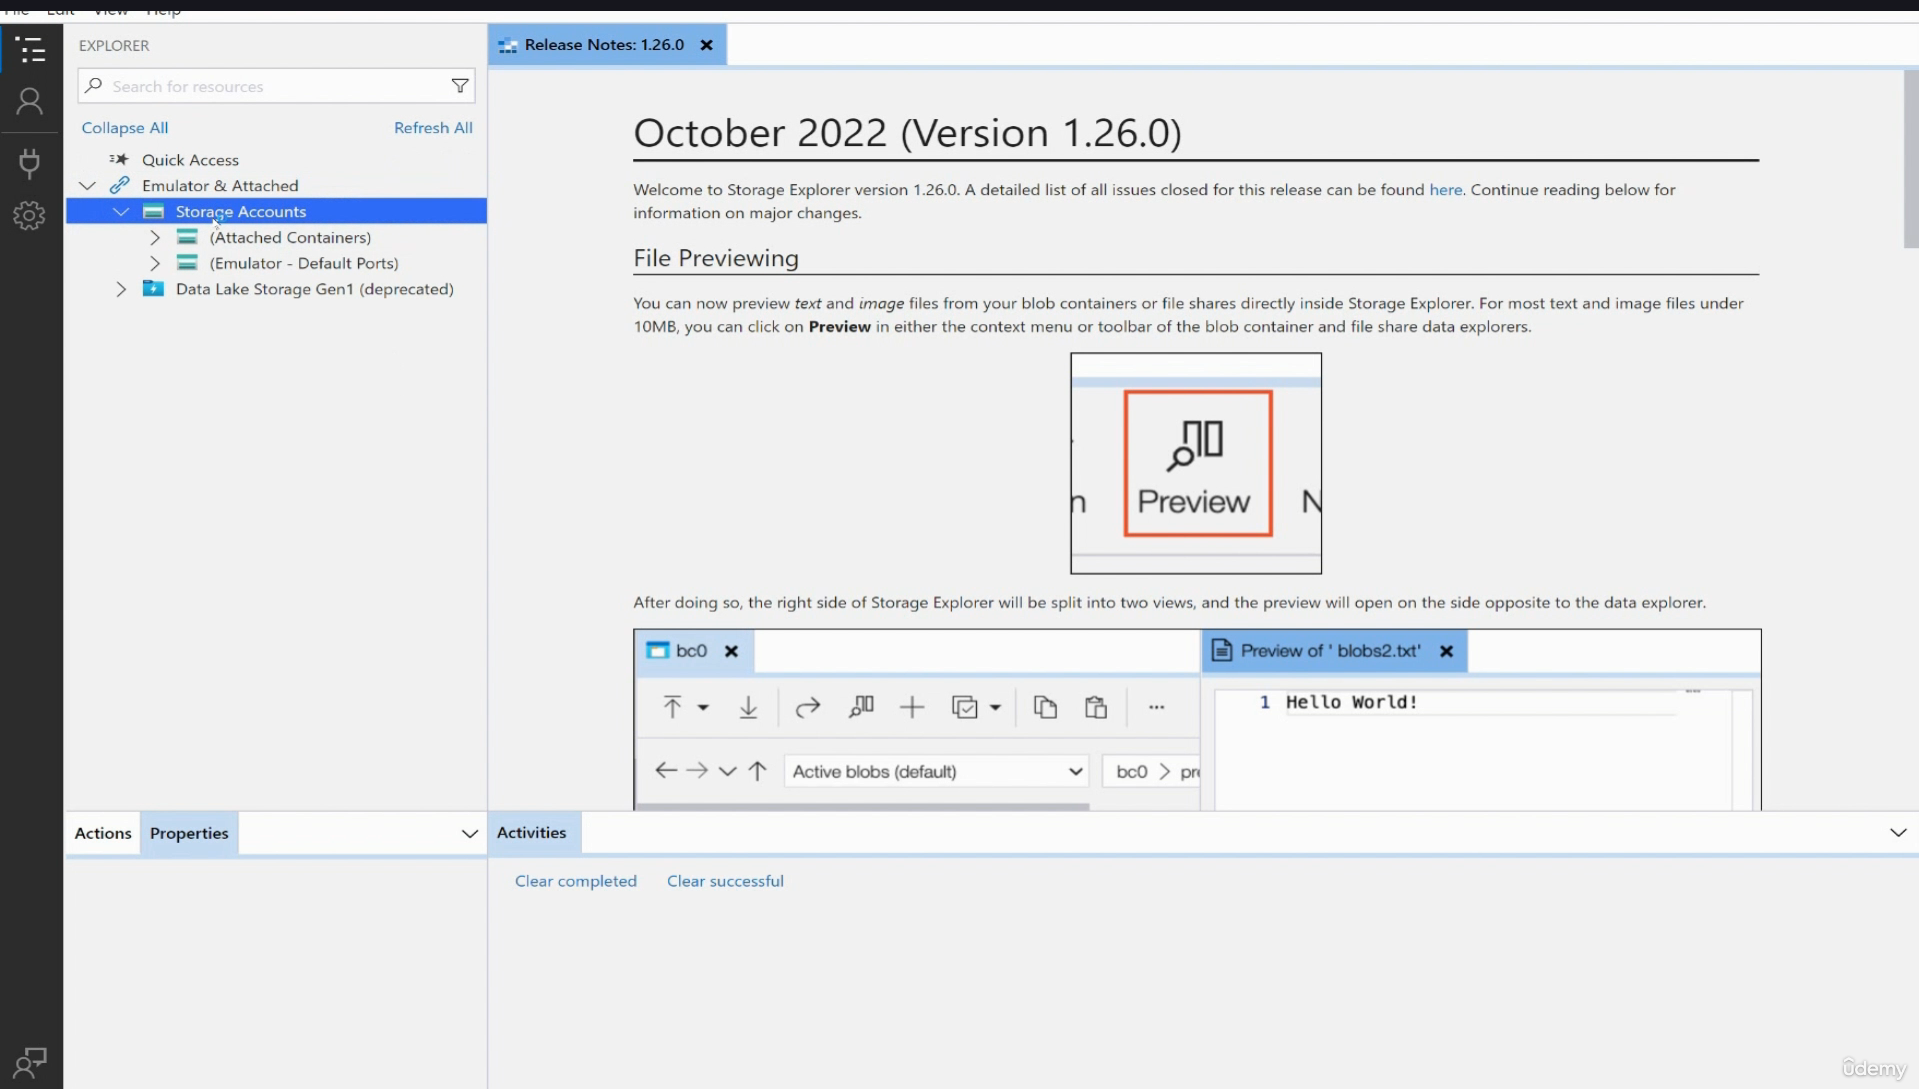 File Edit View Help
EXPLORER
Search for resources
Collapse All Refresh All
Quick Access
Emulator & Attached
Storage Accounts
(Attached Containers)
(Emulator - Default Ports)
Data Lake Storage Gen1 (deprecated)
Actions Properties
Release Notes: 1.26.0
October 2022 (Version 1.26.0)
Welcome to Storage Explorer version 1.26.0. A detailed list of all issues closed for this release can be found here. Continue reading below for
information on major changes.
File Previewing
You can now preview text and image files from your blob containers or file shares directly inside Storage Explorer. For most text and image files under
10MB, you can click on Preview in either the context menu or toolbar of the blob container and file share data explorers.
n Preview N
After doing so, the right side of Storage Explorer will be split into two views, and the preview will open on the side opposite to the data explorer.
bc0 Preview of ' blobs2.txt'
1 Hello World!
Active blobs (default) bc0 > pre
Activities
Clear completed Clear successful
ûdemy